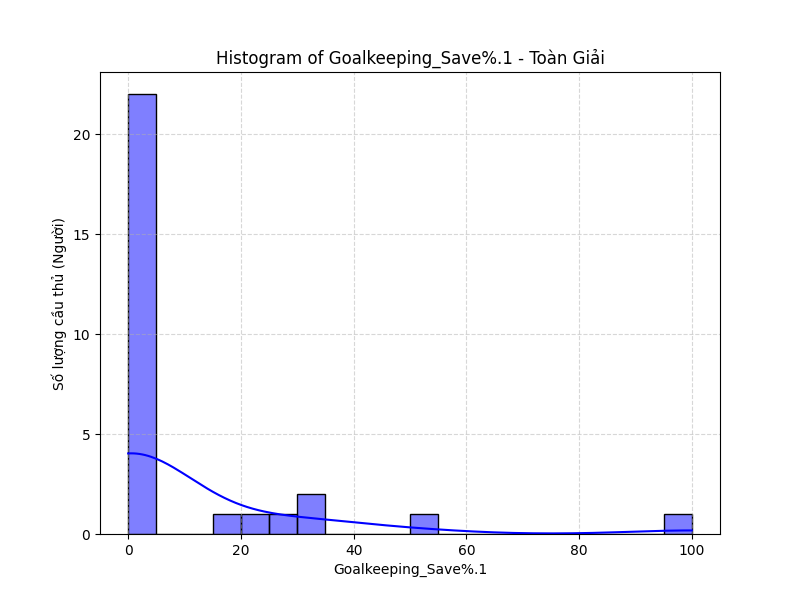 Histogram of Goalkeeping_Save%.1 - Toàn Giải
Số lượng cầu thủ (Người)
20
15
10
5
0
0 20 40 60 80 100
Goalkeeping_Save%.1